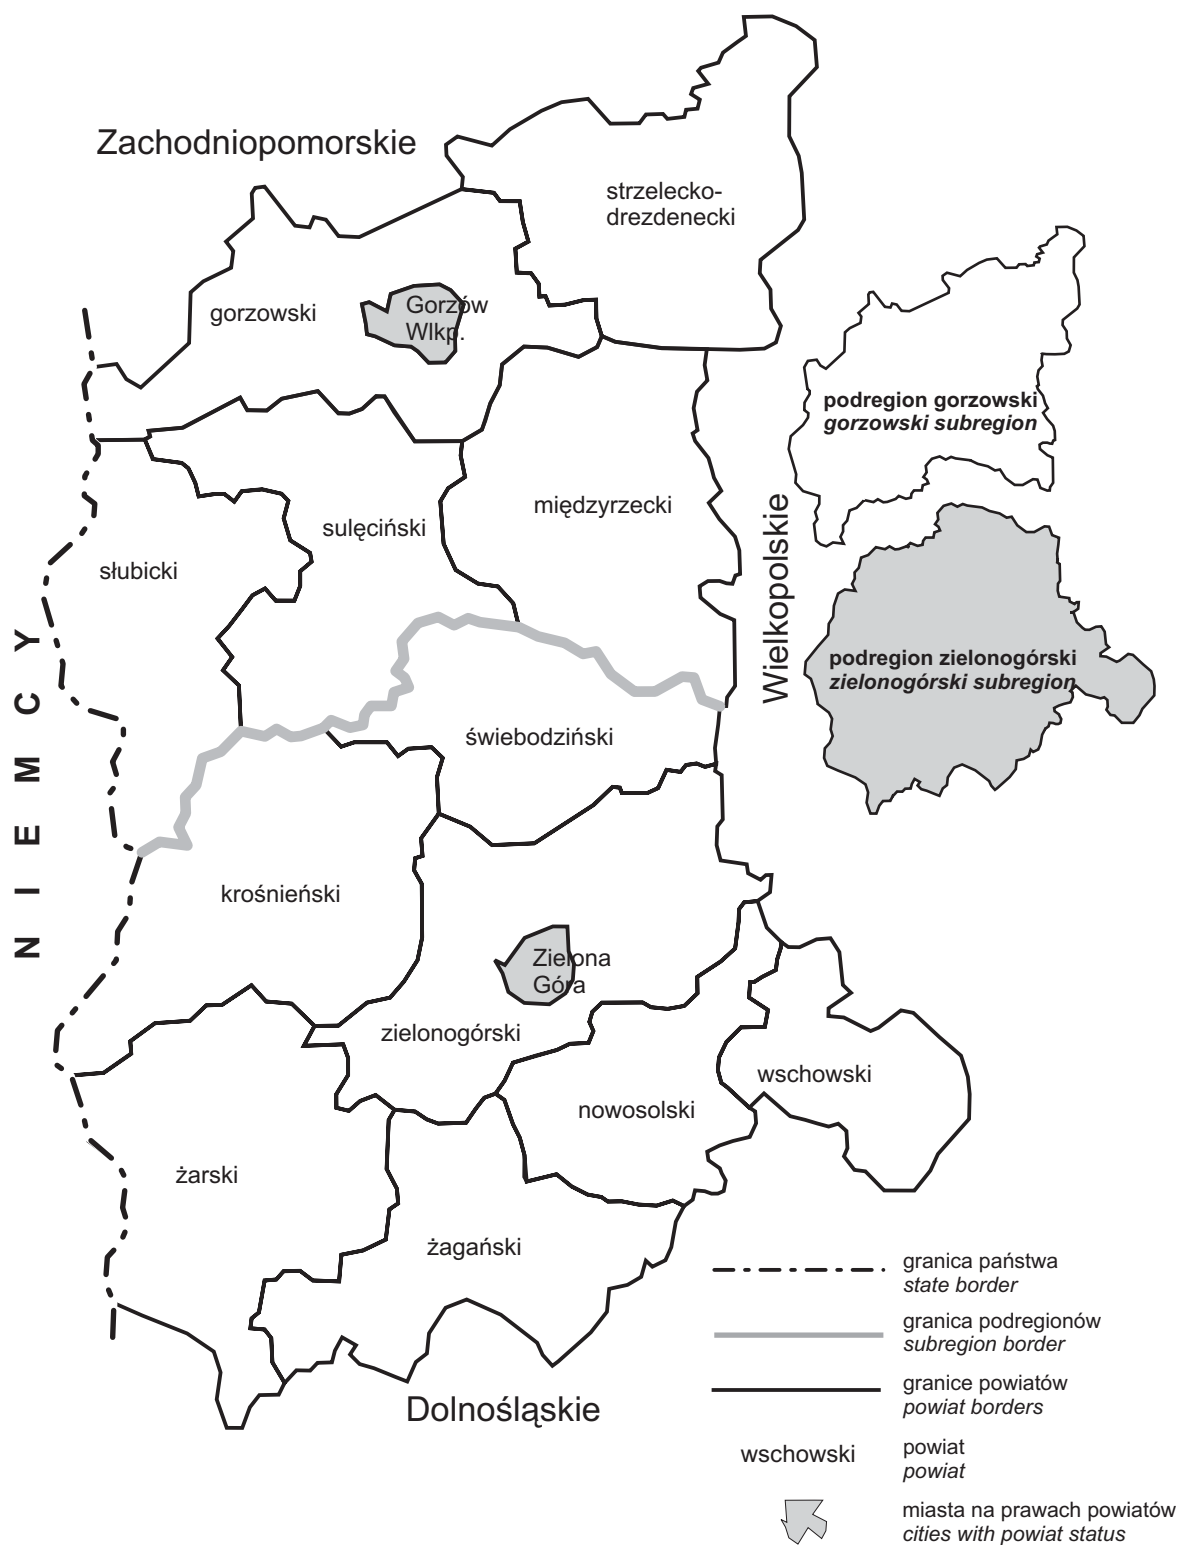 Zachodniopomorskie
strzelecko-
drezdenecki
gorzowski
Gorzów
Wlkp.
podregion gorzowski
gorzowski subregion
międzyrzecki
sulęciński
słubicki
Wielkopolskie
NIEMCY
podregion zielonogórski
zielonogórski subregion
świebodziński
krośnieński
Zielona
Góra
zielonogórski
wschowski
nowosolski
żarski
żagański
Dolnośląskie
granica państwa
state border
granica podregionów
subregion border
granice powiatów
powiat borders
wschowski
powiat
powiat
miasta na prawach powiatów
cities with powiat status